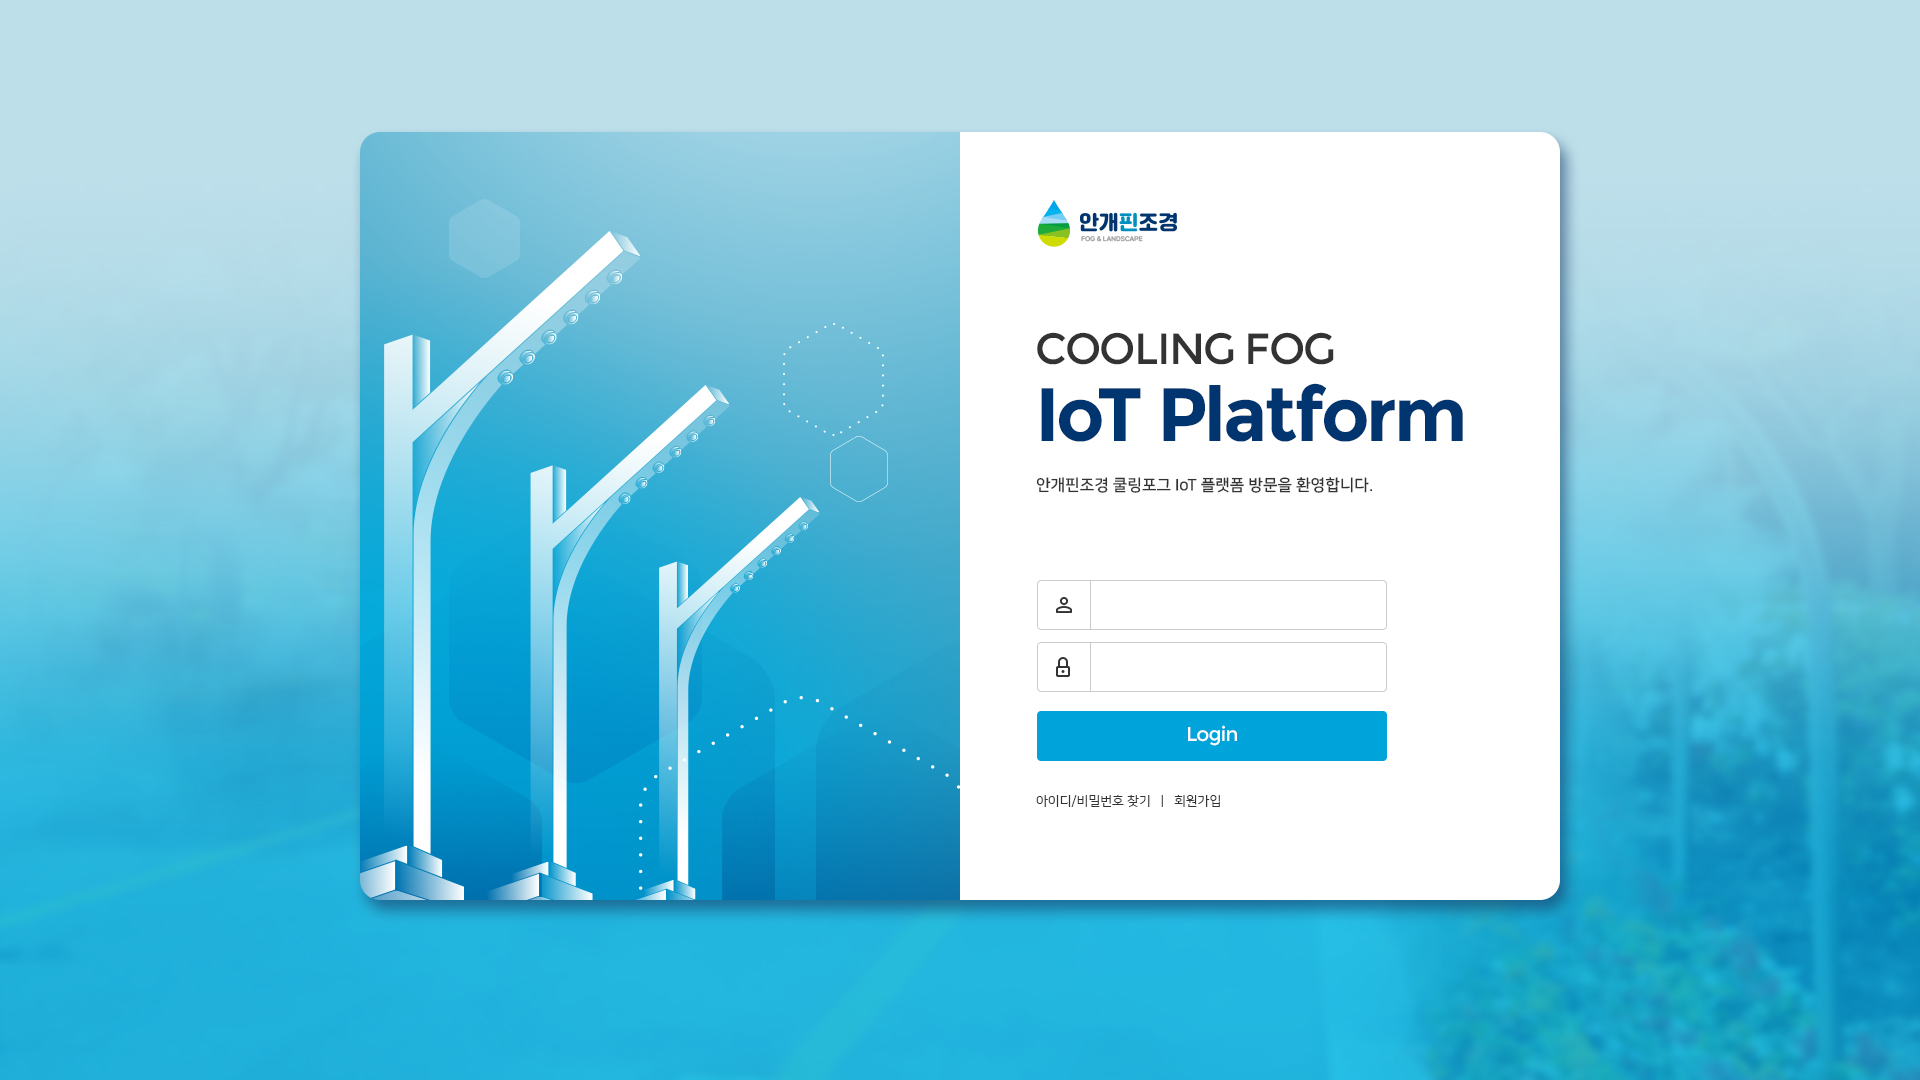 안개핀조경
FOG & LANDSCAPE
COOLING FOG
IoT Platform
안개핀조경 쿨링포그 IoT 플랫폼 방문을 환영합니다.
Login
아이디/비밀번호 찾기 | 회원가입